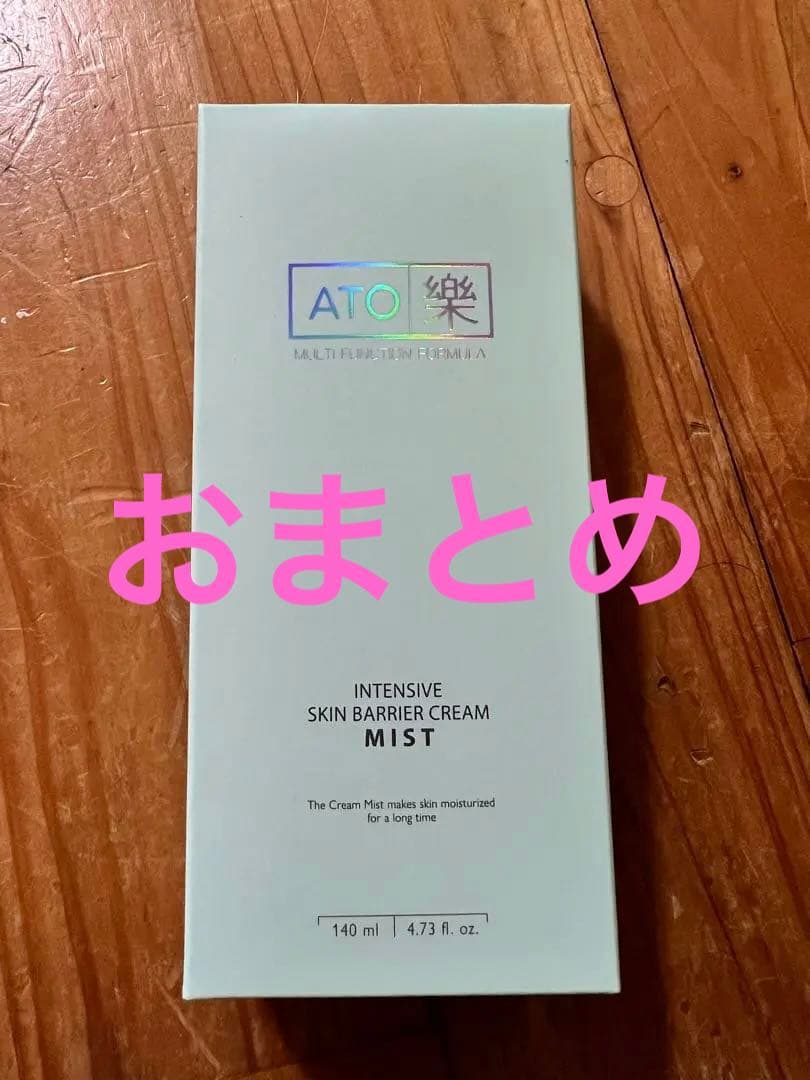 ATO 樂
MULTI FUNCTION FORMULA
おまとめ
INTENSIVE
SKIN BARRIER CREAM
MIST
The Cream Mist makes skin moisturized
for a long time
140 ml | 4.73 fl. oz.